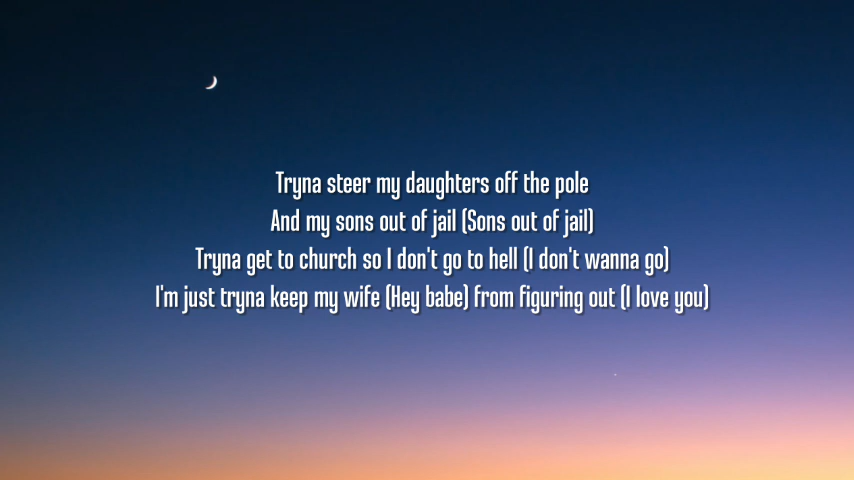 Tryna steer my daughters off the pole
And my sons out of jail (Sons out of jail)
Tryna get to church so I don't go to hell (I don't wanna go)
I'm just tryna keep my wife (Hey babe) from figuring out (I love you)